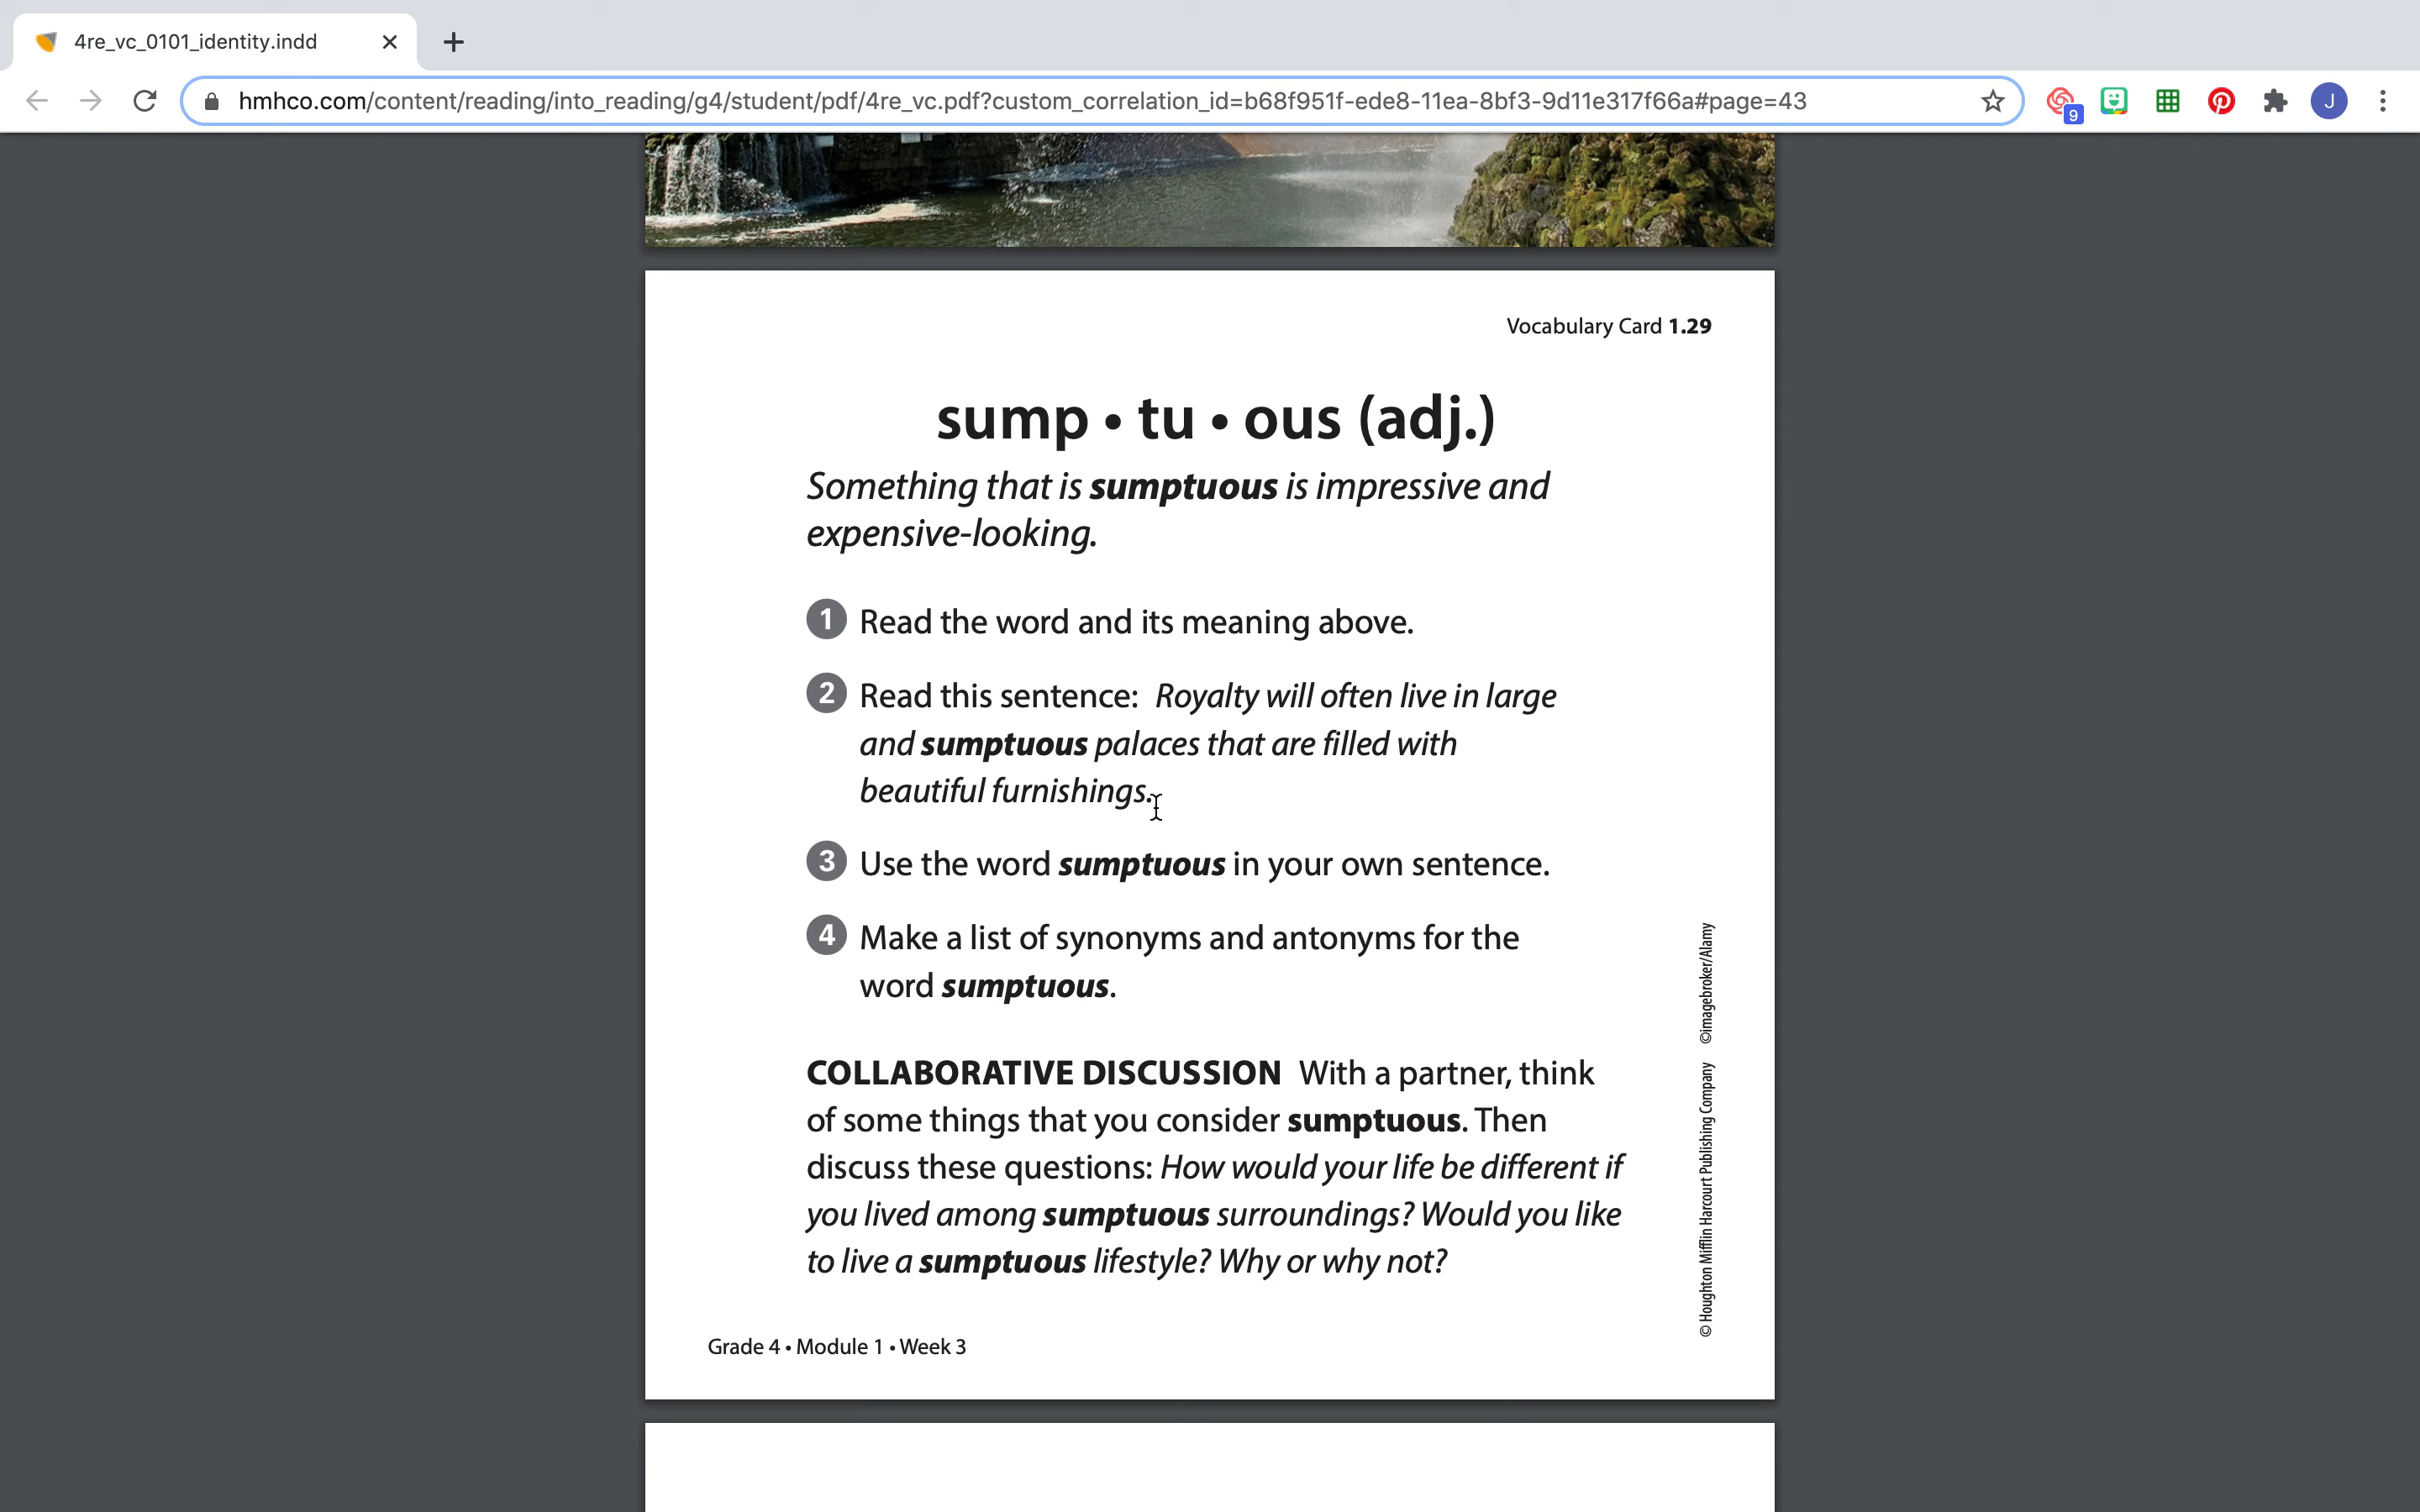 4re_vc_0101_identity.indd
hmhco.com/content/reading/into_reading/g4/student/pdf/4re_vc.pdf?custom_correlation_id=b68f951f-ede8-11ea-8bf3-9d11e317f66a#page=43
9
J
Vocabulary Card 1.29
sump • tu • ous (adj.)
Something that is sumptuous is impressive and
expensive-looking.
1 Read the word and its meaning above.
2 Read this sentence: Royalty will often live in large
and sumptuous palaces that are filled with
beautiful furnishings.
3 Use the word sumptuous in your own sentence.
4 Make a list of synonyms and antonyms for the
word sumptuous.
COLLABORATIVE DISCUSSION With a partner, think
of some things that you consider sumptuous. Then
discuss these questions: How would your life be different if
you lived among sumptuous surroundings? Would you like
to live a sumptuous lifestyle? Why or why not?
Grade 4 • Module 1 • Week 3
© Houghton Mifflin Harcourt Publishing Company ©imagebroker/Alamy